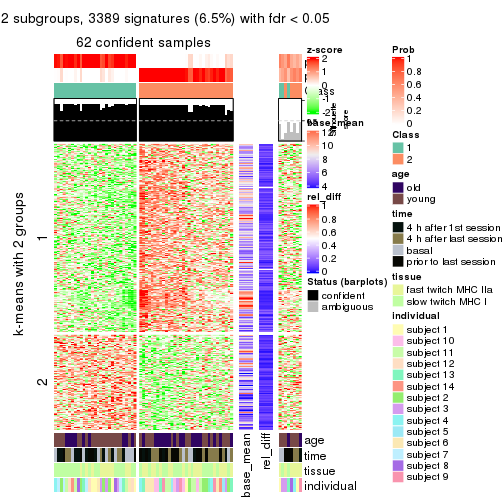 2 subgroups, 3389 signatures (6.5%) with fdr < 0.05
62 confident samples
k-means with 2 groups
1
2
Class
Silhouette
score
base_mean
rel_diff
age
time
tissue
individual
z-score
2
1
0
-1
-2
base_mean
12
10
8
6
4
rel_diff
1
0.8
0.6
0.4
0.2
0
Status (barplots)
confident
ambiguous
Prob
1
0.8
0.6
0.4
0.2
0
Class
1
2
age
old
young
time
4 h after 1st session
4 h after last session
basal
prior to last session
tissue
fast twitch MHC IIa
slow twitch MHC I
individual
subject 1
subject 10
subject 11
subject 12
subject 13
subject 14
subject 2
subject 3
subject 4
subject 5
subject 6
subject 7
subject 8
subject 9